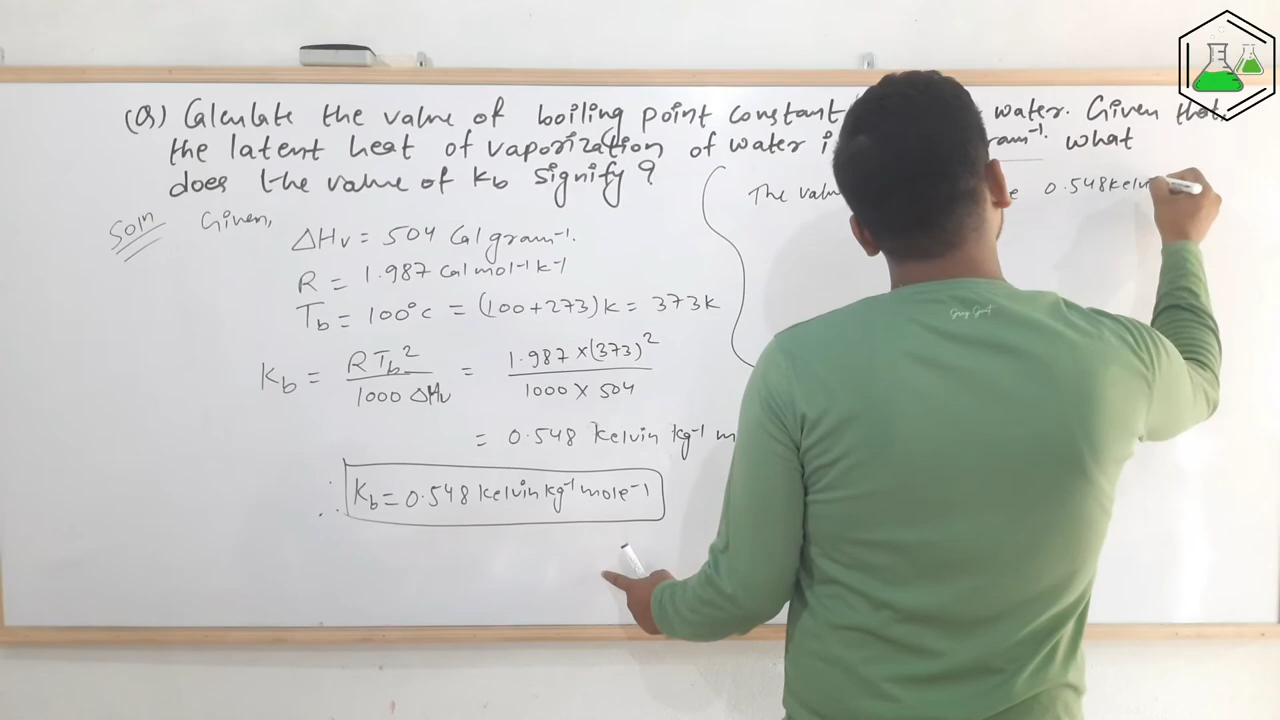 (Q) Calculate the value of boiling point constant water. Given that,
the latent heat of vaporization of water i ram⁻¹. what
does the value of Kb signify ?
Soln Given,
ΔHv = 504 Cal gram⁻¹.
R = 1.987 Cal mol⁻¹ K⁻¹
Tb = 100°C = (100+273)K = 373K
Kb = RTb²/1000 ΔHv = 1.987 × (373)²/1000 × 504
= 0.548 Kelvin kg⁻¹ m
∴ Kb = 0.548 Kelvin kg⁻¹ mole⁻¹
The valu e 0.548 Kelv